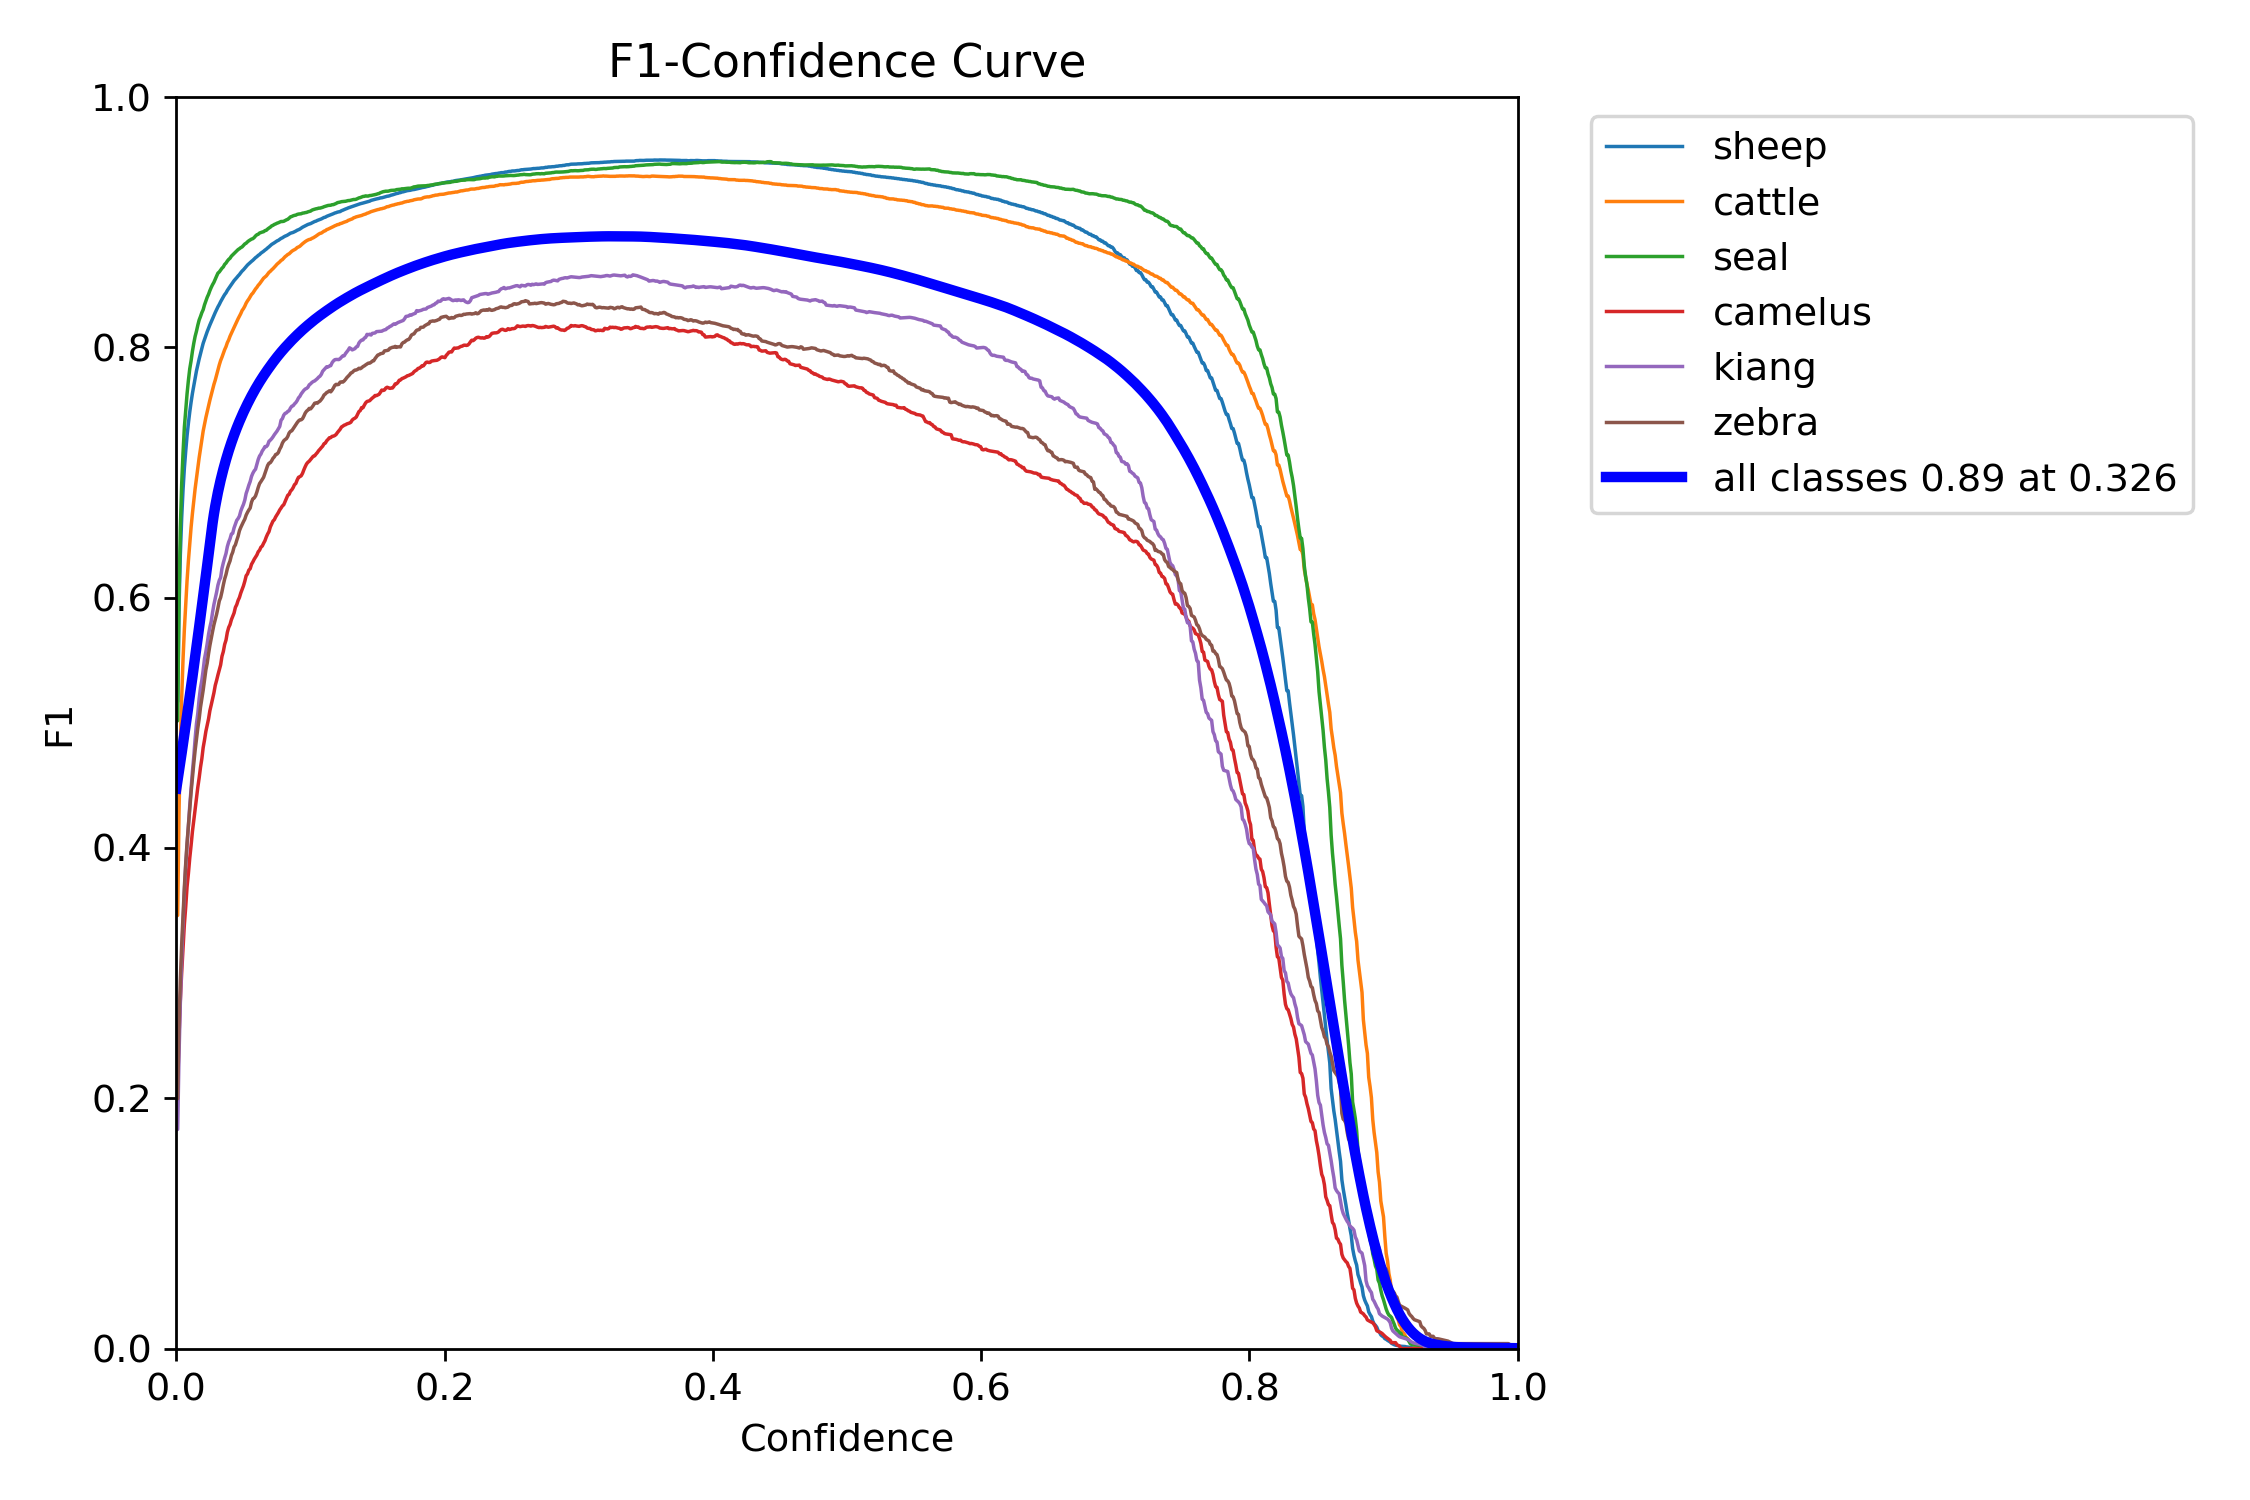 F1-Confidence Curve
1.0
0.8
0.6
0.4
0.2
0.0
F1
0.0 0.2 0.4 0.6 0.8 1.0
Confidence
sheep
cattle
seal
camelus
kiang
zebra
all classes 0.89 at 0.326